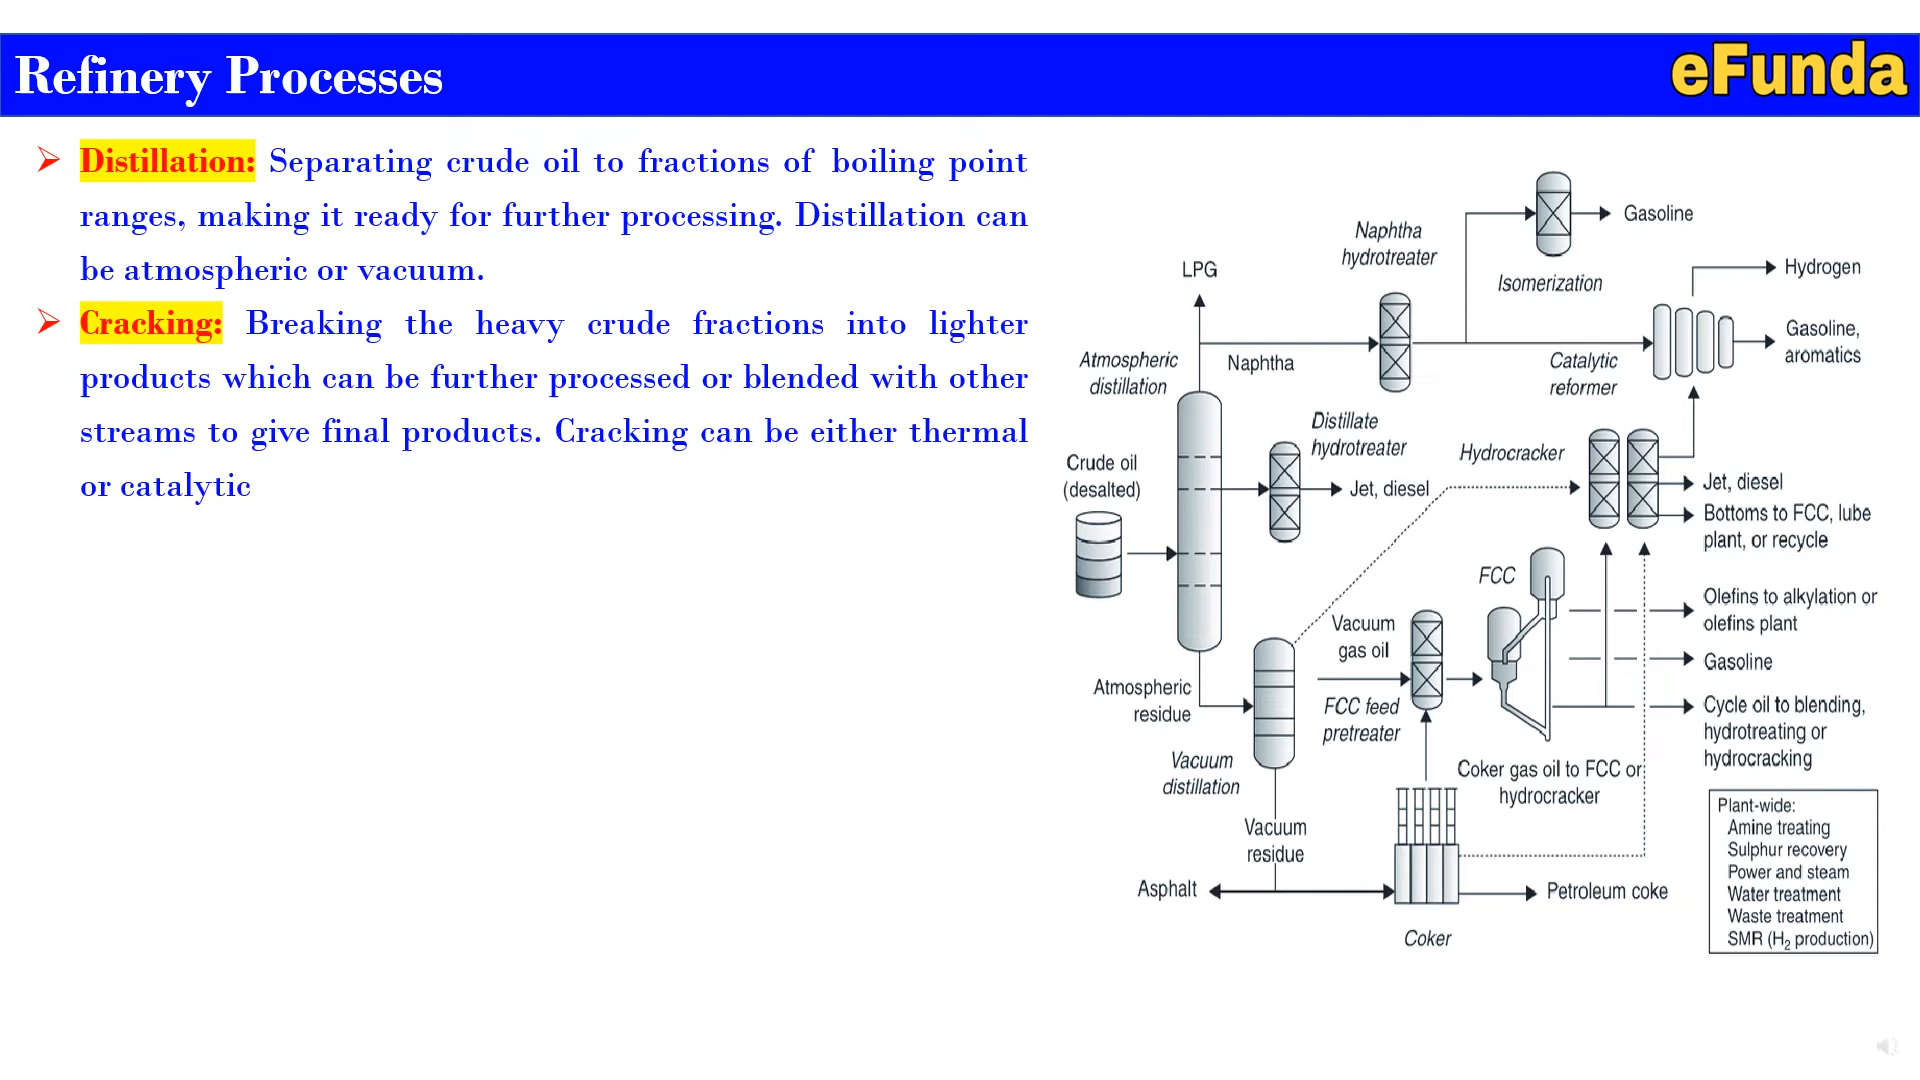 Refinery Processes
eFunda
Distillation: Separating crude oil to fractions of boiling point
ranges, making it ready for further processing. Distillation can
be atmospheric or vacuum.
Cracking: Breaking the heavy crude fractions into lighter
products which can be further processed or blended with other
streams to give final products. Cracking can be either thermal
or catalytic
Gasoline
Naphtha
hydrotreater
LPG
Isomerization
Hydrogen
Gasoline,
aromatics
Atmospheric
distillation
Naphtha
Catalytic
reformer
Distillate
hydrotreater
Hydrocracker
Crude oil
(desalted)
Jet, diesel
Jet, diesel
Bottoms to FCC, lube
plant, or recycle
FCC
Olefins to alkylation or
olefins plant
Vacuum
gas oil
Gasoline
Atmospheric
residue
FCC feed
pretreater
Cycle oil to blending,
hydrotreating or
hydrocracking
Vacuum
distillation
Coker gas oil to FCC or
hydrocracker
Vacuum
residue
Asphalt
Petroleum coke
Coker
Plant-wide:
Amine treating
Sulphur recovery
Power and steam
Water treatment
Waste treatment
SMR (H₂ production)